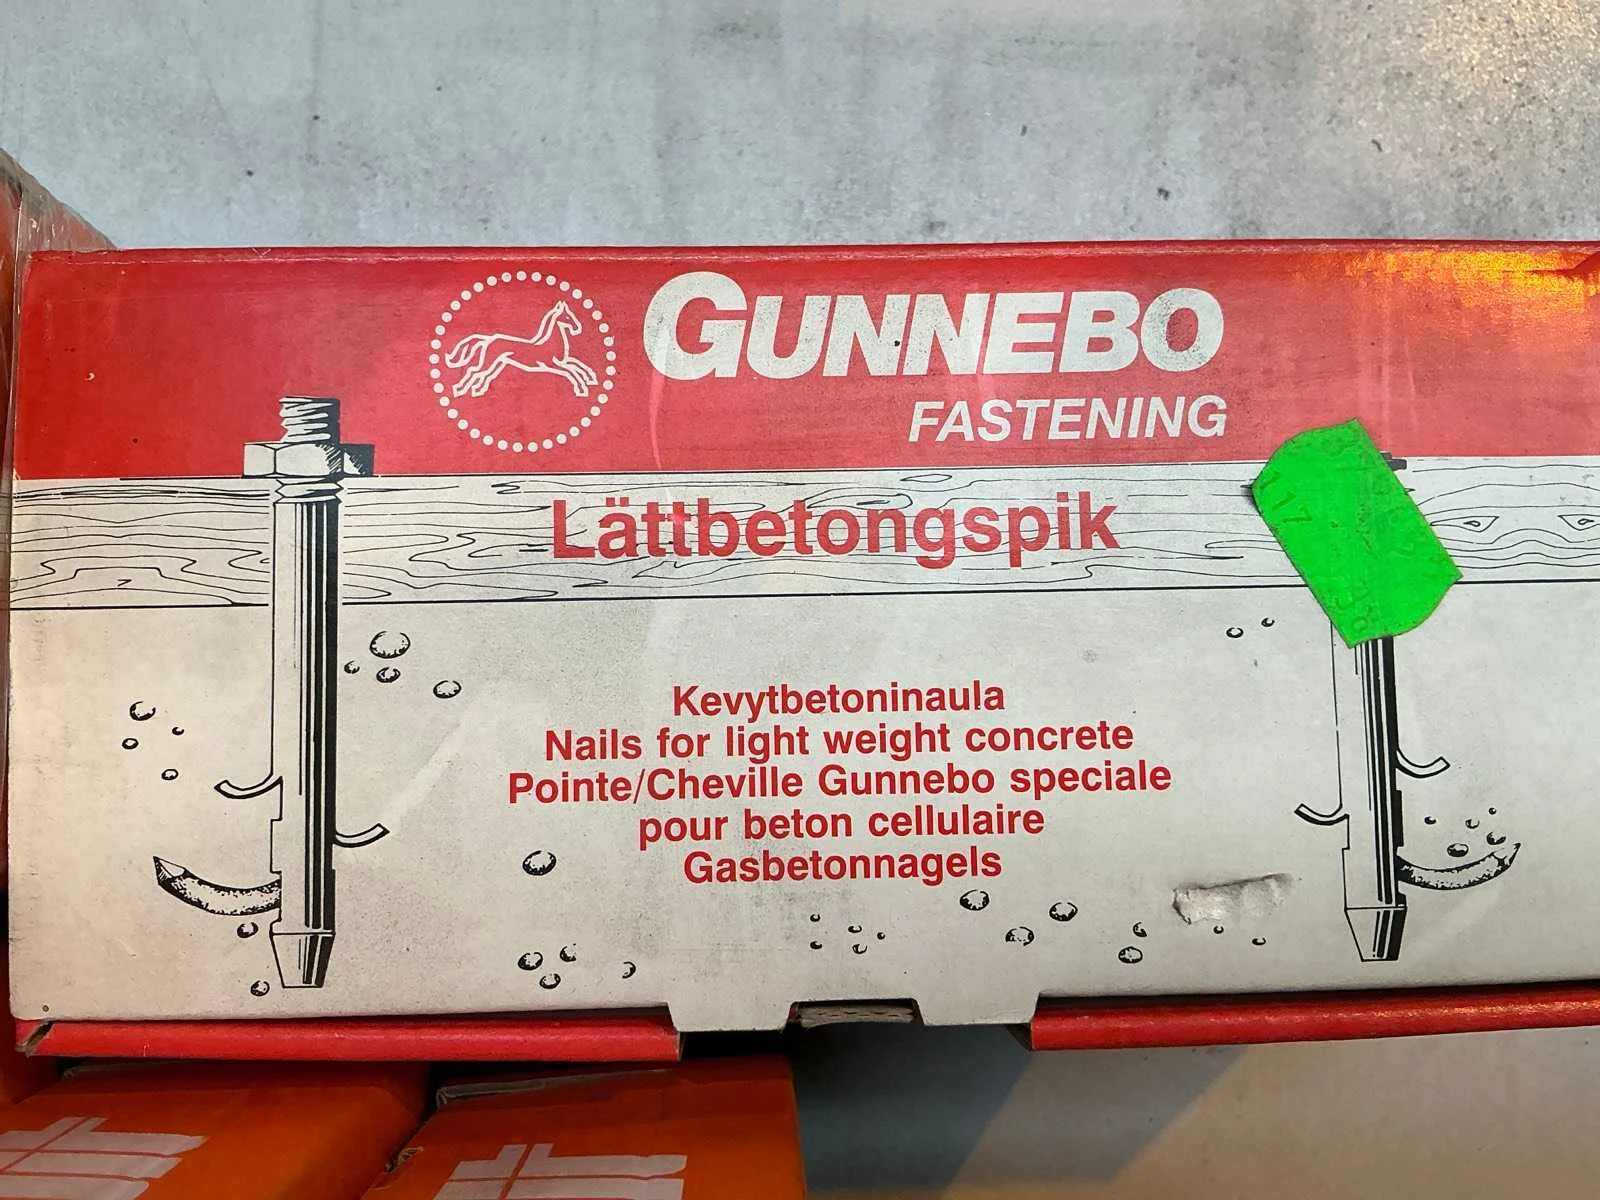 GUNNEBO
FASTENING
Lättbetongspik
Kevytbetoninaula
Nails for light weight concrete
Pointe/Cheville Gunnebo speciale
pour beton cellulaire
Gasbetonnagels